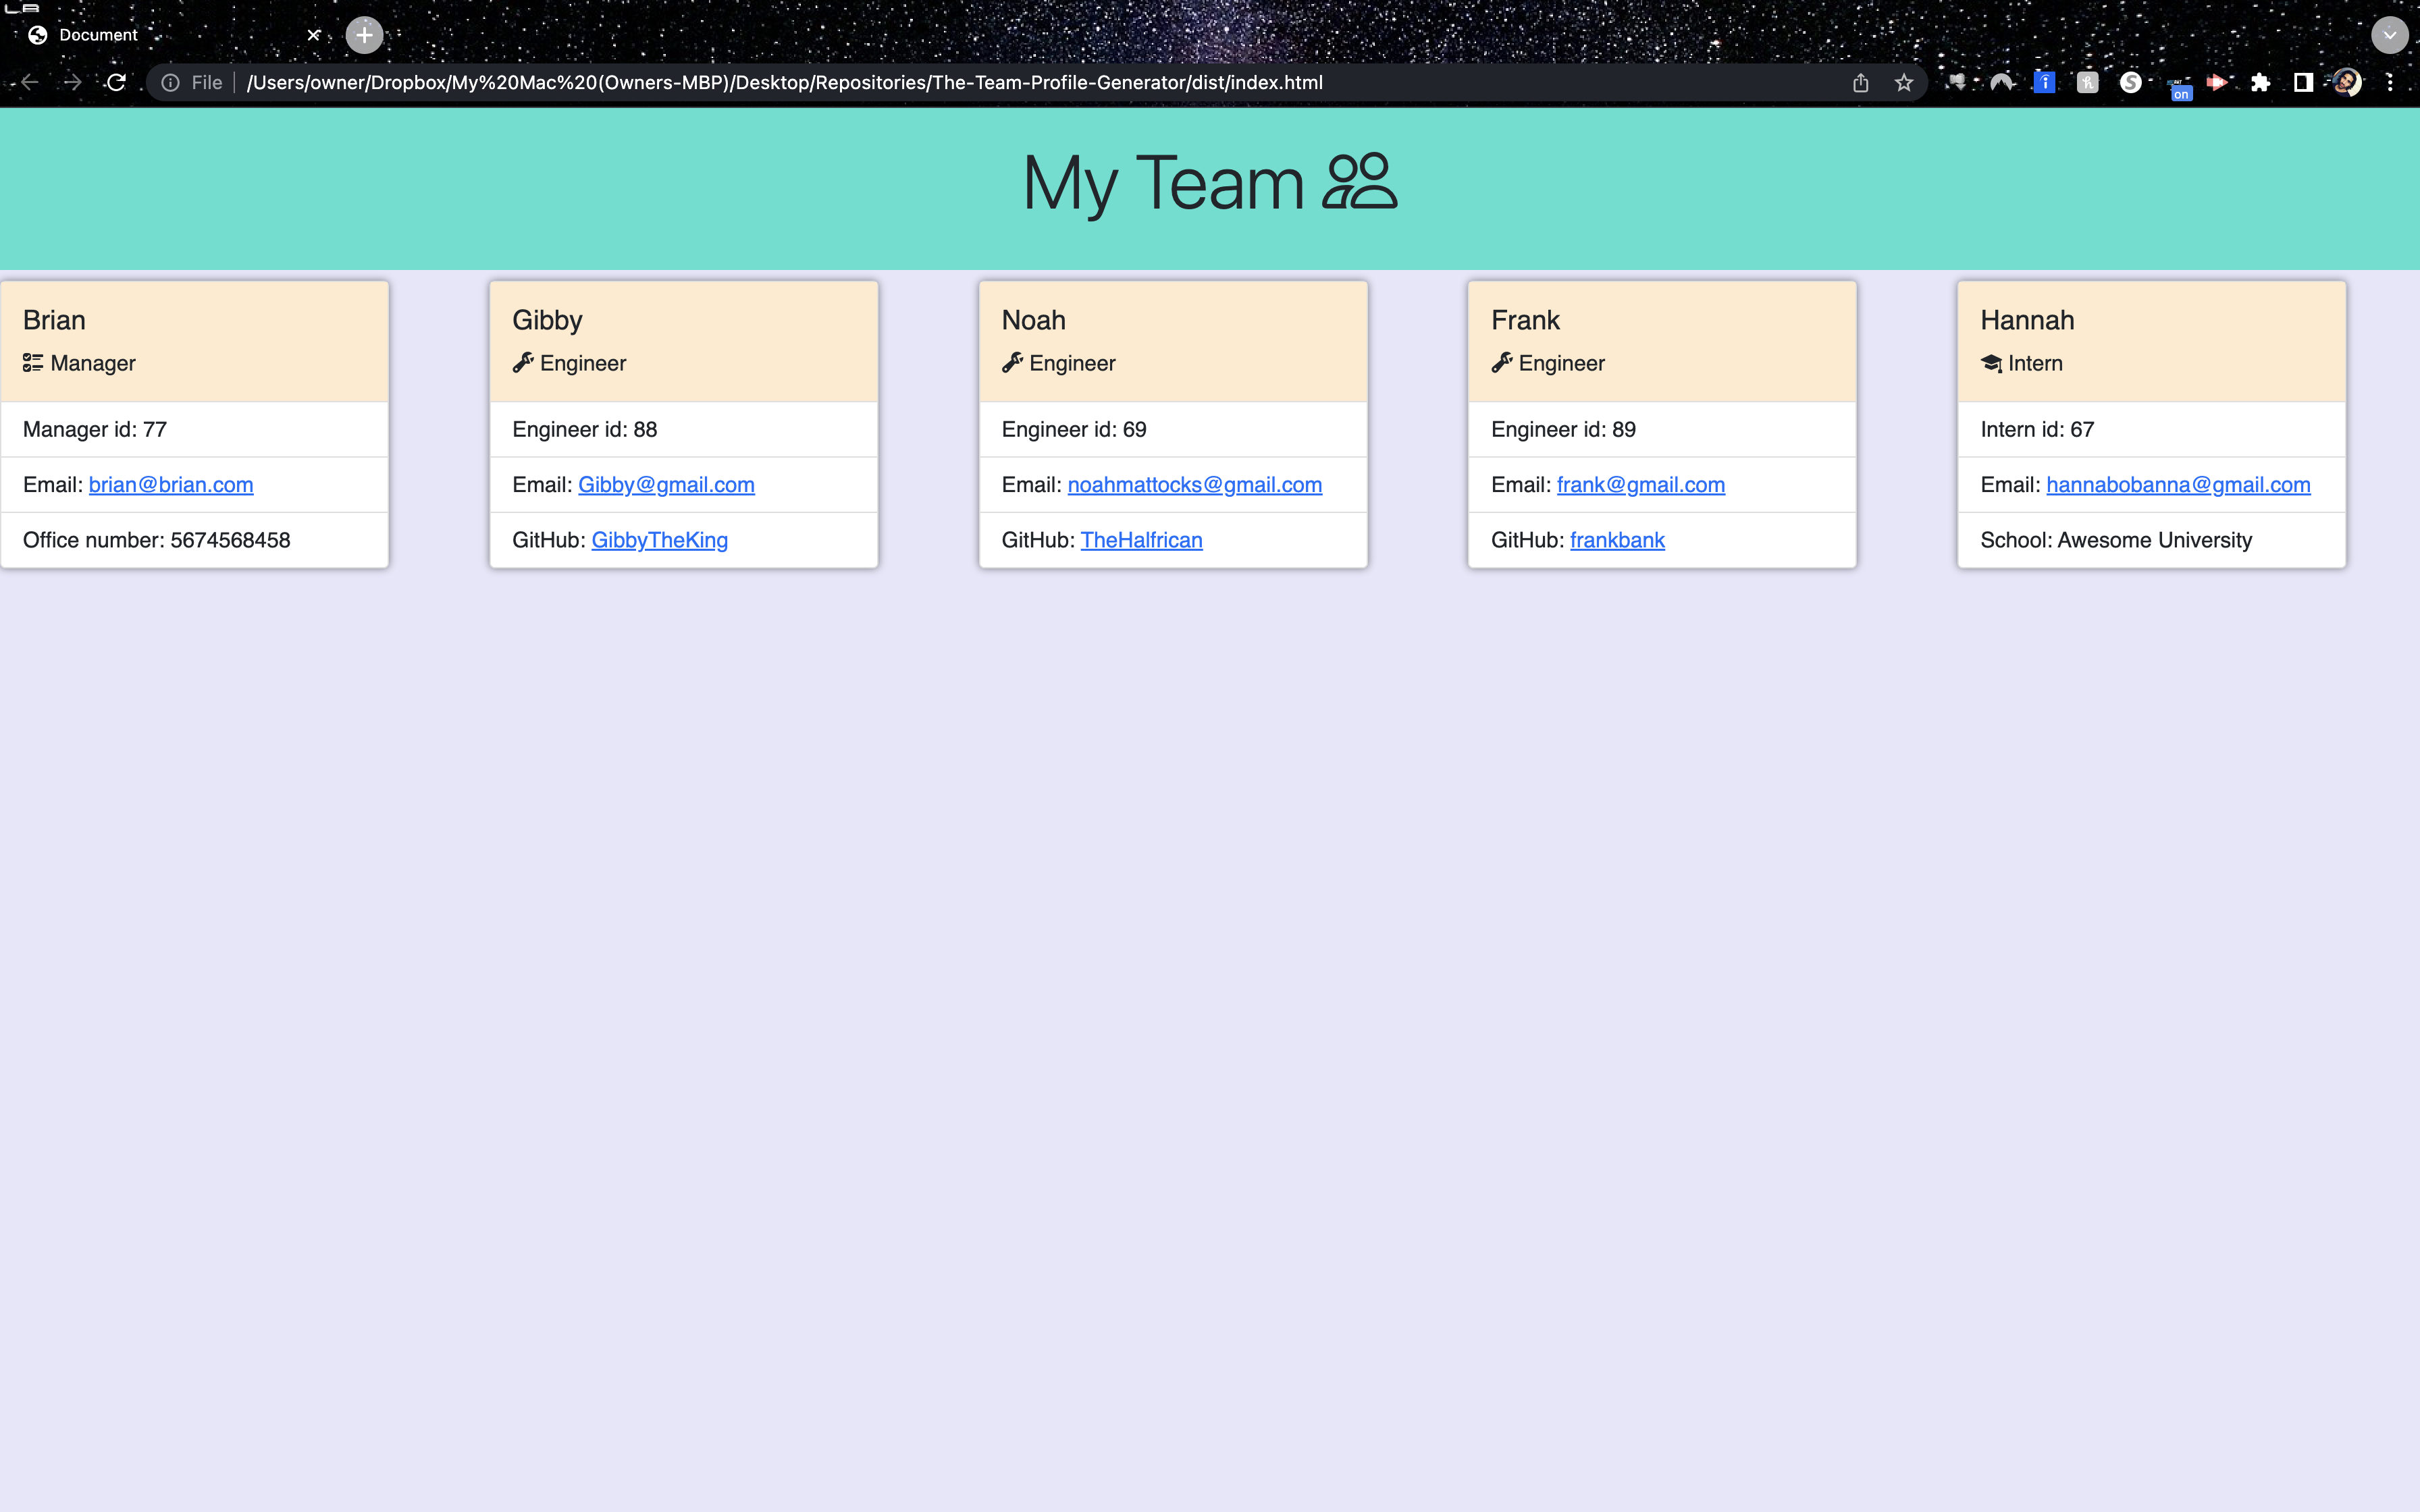 Document
File /Users/owner/Dropbox/My%20Mac%20(Owners-MBP)/Desktop/Repositories/The-Team-Profile-Generator/dist/index.html
on
My Team
Brian
Manager
Manager id: 77
Email: brian@brian.com
Office number: 5674568458
Gibby
Engineer
Engineer id: 88
Email: Gibby@gmail.com
GitHub: GibbyTheKing
Noah
Engineer
Engineer id: 69
Email: noahmattocks@gmail.com
GitHub: TheHalfrican
Frank
Engineer
Engineer id: 89
Email: frank@gmail.com
GitHub: frankbank
Hannah
Intern
Intern id: 67
Email: hannabobanna@gmail.com
School: Awesome University